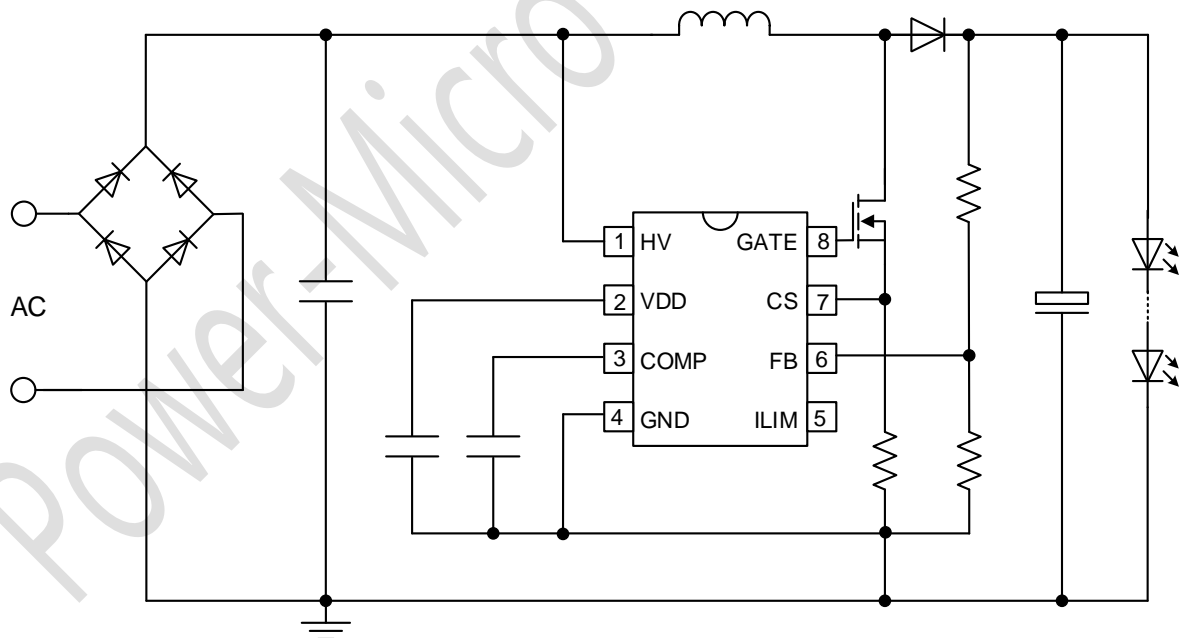 Power-Micro
AC
1 HV GATE 8
2 VDD CS 7
3 COMP FB 6
4 GND ILIM 5